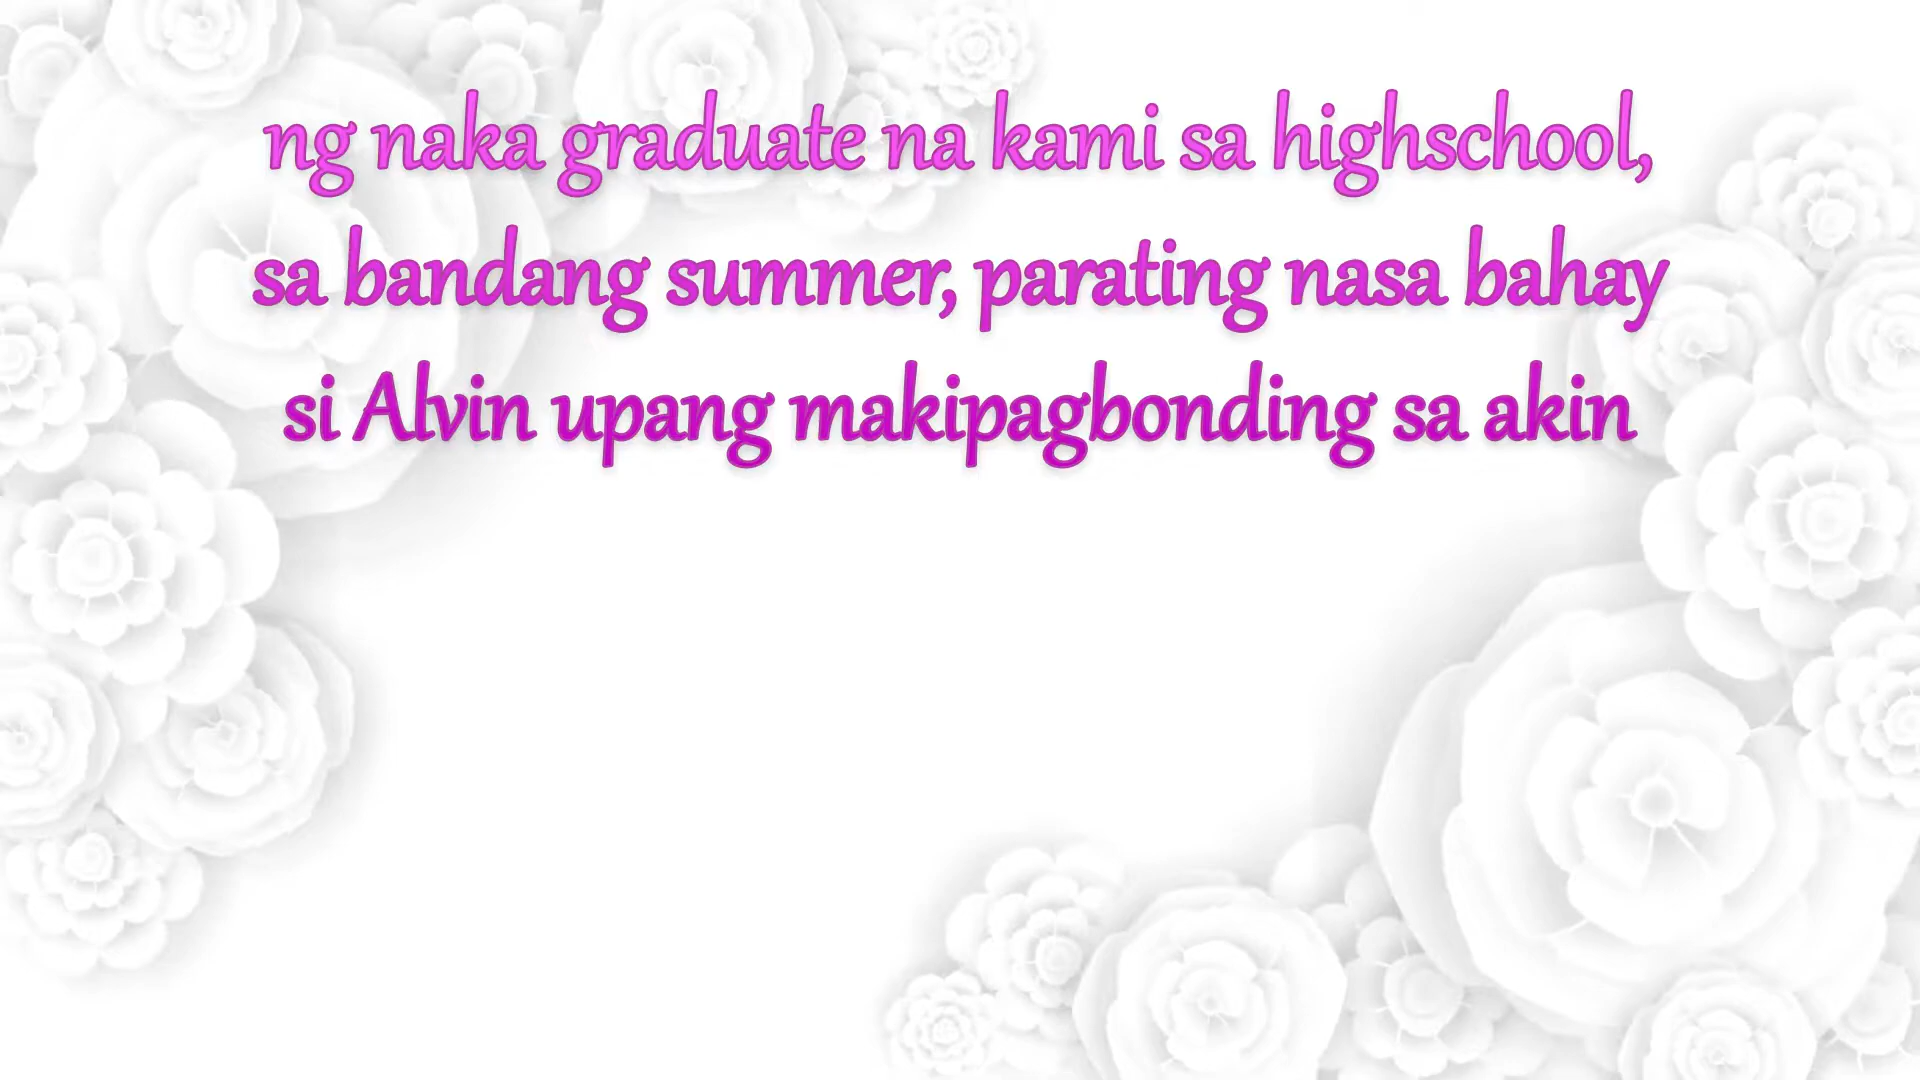 ng naka graduate na kami sa highschool,
sa bandang summer, parating nasa bahay
si Alvin upang makipagbonding sa akin